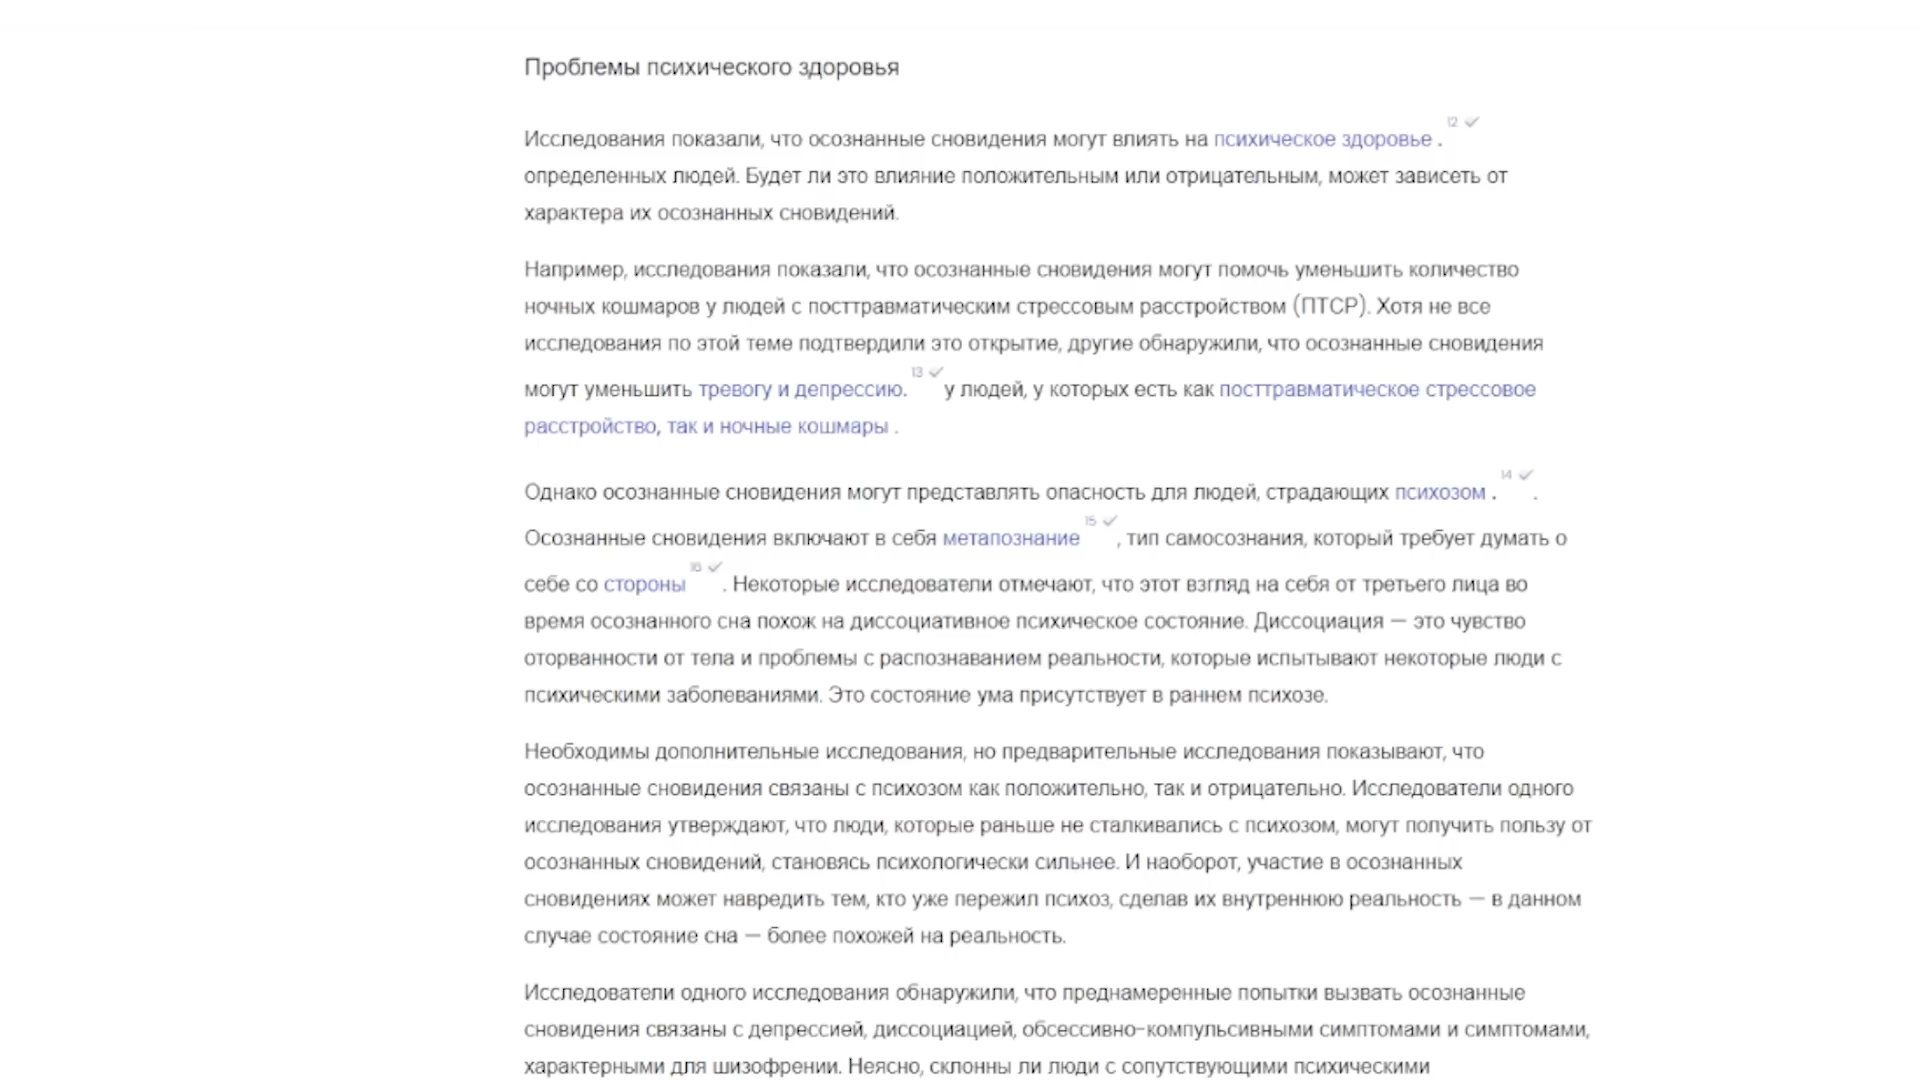 Проблемы психического здоровья
Исследования показали, что осознанные сновидения могут влиять на психическое здоровье . 12
определенных людей. Будет ли это влияние положительным или отрицательным, может зависеть от
характера их осознанных сновидений.
Например, исследования показали, что осознанные сновидения могут помочь уменьшить количество
ночных кошмаров у людей с посттравматическим стрессовым расстройством (ПТСР). Хотя не все
исследования по этой теме подтвердили это открытие, другие обнаружили, что осознанные сновидения
могут уменьшить тревогу и депрессию. 13 у людей, у которых есть как посттравматическое стрессовое
расстройство, так и ночные кошмары .
Однако осознанные сновидения могут представлять опасность для людей, страдающих психозом . 14 .
Осознанные сновидения включают в себя метапознание 15 , тип самосознания, который требует думать о
себе со стороны 16 . Некоторые исследователи отмечают, что этот взгляд на себя от третьего лица во
время осознанного сна похож на диссоциативное психическое состояние. Диссоциация — это чувство
оторванности от тела и проблемы с распознаванием реальности, которые испытывают некоторые люди с
психическими заболеваниями. Это состояние ума присутствует в раннем психозе.
Необходимы дополнительные исследования, но предварительные исследования показывают, что
осознанные сновидения связаны с психозом как положительно, так и отрицательно. Исследователи одного
исследования утверждают, что люди, которые раньше не сталкивались с психозом, могут получить пользу от
осознанных сновидений, становясь психологически сильнее. И наоборот, участие в осознанных
сновидениях может навредить тем, кто уже пережил психоз, сделав их внутреннюю реальность — в данном
случае состояние сна — более похожей на реальность.
Исследователи одного исследования обнаружили, что преднамеренные попытки вызвать осознанные
сновидения связаны с депрессией, диссоциацией, обсессивно-компульсивными симптомами и симптомами,
характерными для шизофрении. Неясно, склонны ли люди с сопутствующими психическими